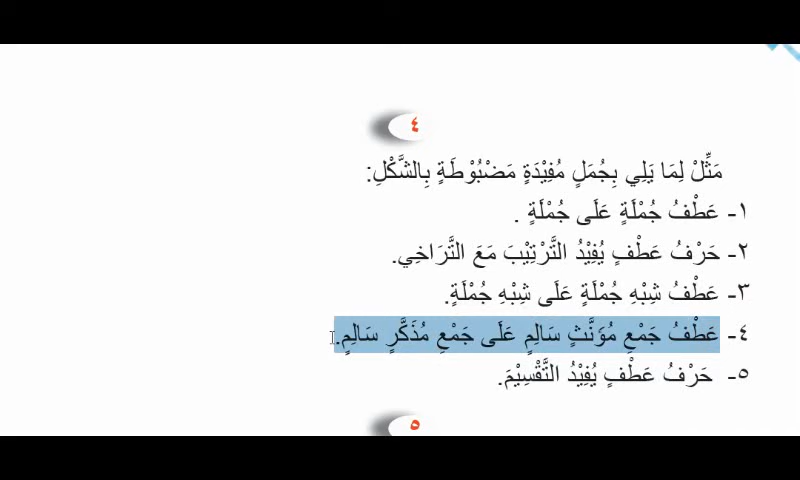 ٤
مَثِّلْ لِمَا يَلِي بِجُمَلٍ مُفِيْدَةٍ مَضْبُوْطَةٍ بِالشَّكْلِ:
١- عَطْفُ جُمْلَةٍ عَلَى جُمْلَةٍ .
٢- حَرْفُ عَطْفٍ يُفِيْدُ التَّرْتِيْبَ مَعَ التَّرَاخِي.
٣- عَطْفُ شِبْهِ جُمْلَةٍ عَلَى شِبْهِ جُمْلَةٍ.
٤- عَطْفُ جَمْعِ مُؤَنَّثٍ سَالِمٍ عَلَى جَمْعِ مُذَكَّرٍ سَالِمٍ.
٥- حَرْفُ عَطْفٍ يُفِيْدُ التَّقْسِيْمَ.
٥